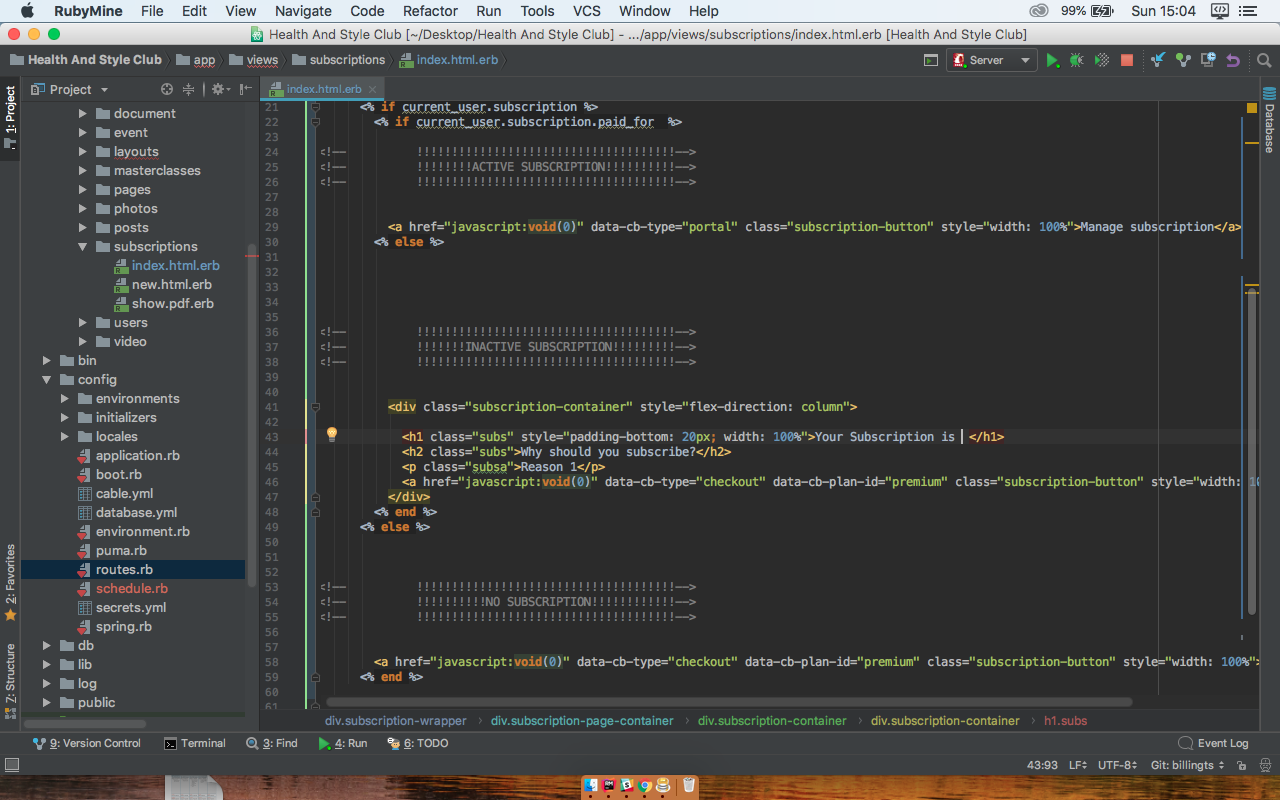 RubyMine File Edit View Navigate Code Refactor Run Tools VCS Window Help 99% Sun 15:04
Health And Style Club [~/Desktop/Health And Style Club] - .../app/views/subscriptions/index.html.erb [Health And Style Club]
Health And Style Club app views subscriptions index.html.erb Server
Project index.html.erb
1: Project
2: Favorites
7: Structure
Database
document
event
layouts
masterclasses
pages
photos
posts
subscriptions
index.html.erb
new.html.erb
show.pdf.erb
users
video
bin
config
environments
initializers
locales
application.rb
boot.rb
cable.yml
database.yml
environment.rb
puma.rb
routes.rb
schedule.rb
secrets.yml
spring.rb
db
lib
log
public
21 <% if current_user.subscription %>
22 <% if current_user.subscription.paid_for %>
23
24 <!-- !!!!!!!!!!!!!!!!!!!!!!!!!!!!!!!!!!!!!-->
25 <!-- !!!!!!!!ACTIVE SUBSCRIPTION!!!!!!!!!!-->
26 <!-- !!!!!!!!!!!!!!!!!!!!!!!!!!!!!!!!!!!!!-->
27
28
29 <a href="javascript:void(0)" data-cb-type="portal" class="subscription-button" style="width: 100%">Manage subscription</a>
30 <% else %>
31
32
33
34
35
36 <!-- !!!!!!!!!!!!!!!!!!!!!!!!!!!!!!!!!!!!!-->
37 <!-- !!!!!!!INACTIVE SUBSCRIPTION!!!!!!!!!-->
38 <!-- !!!!!!!!!!!!!!!!!!!!!!!!!!!!!!!!!!!!!-->
39
40
41 <div class="subscription-container" style="flex-direction: column">
42
43 <h1 class="subs" style="padding-bottom: 20px; width: 100%">Your Subscription is </h1>
44 <h2 class="subs">Why should you subscribe?</h2>
45 <p class="subsa">Reason 1</p>
46 <a href="javascript:void(0)" data-cb-type="checkout" data-cb-plan-id="premium" class="subscription-button" style="width: 10
47 </div>
48 <% end %>
49 <% else %>
50
51
52
53 <!-- !!!!!!!!!!!!!!!!!!!!!!!!!!!!!!!!!!!!!-->
54 <!-- !!!!!!!!!!NO SUBSCRIPTION!!!!!!!!!!!!-->
55 <!-- !!!!!!!!!!!!!!!!!!!!!!!!!!!!!!!!!!!!!-->
56
57
58 <a href="javascript:void(0)" data-cb-type="checkout" data-cb-plan-id="premium" class="subscription-button" style="width: 100%">
59 <% end %>
60
61
div.subscription-wrapper div.subscription-page-container div.subscription-container div.subscription-container h1.subs
9: Version Control Terminal 3: Find 4: Run 6: TODO Event Log
43:93 LF UTF-8 Git: billingts